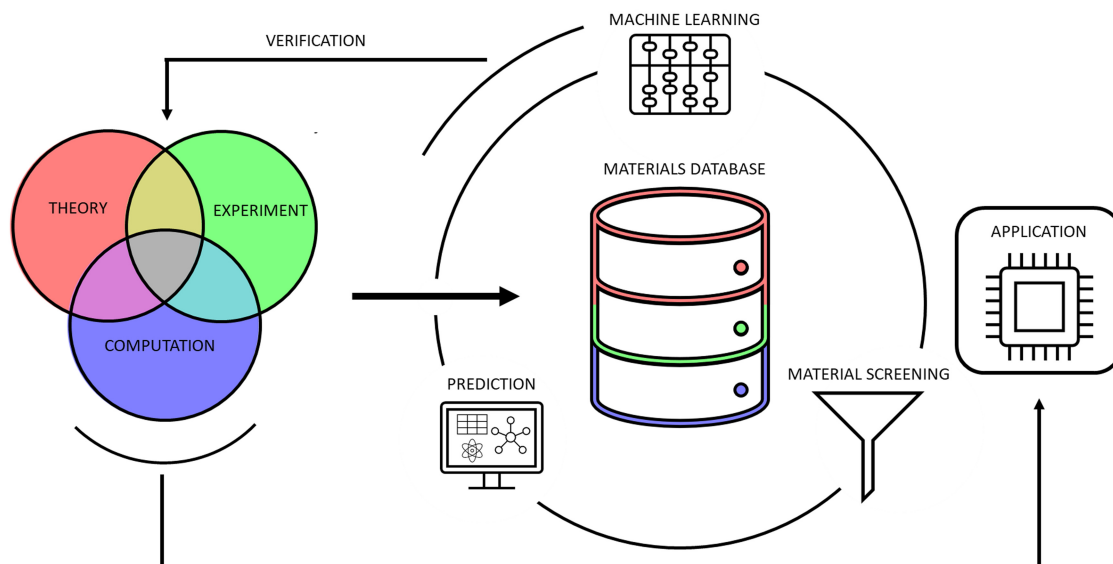 MACHINE LEARNING
VERIFICATION
MATERIALS DATABASE
THEORY
EXPERIMENT
APPLICATION
COMPUTATION
MATERIAL SCREENING
PREDICTION